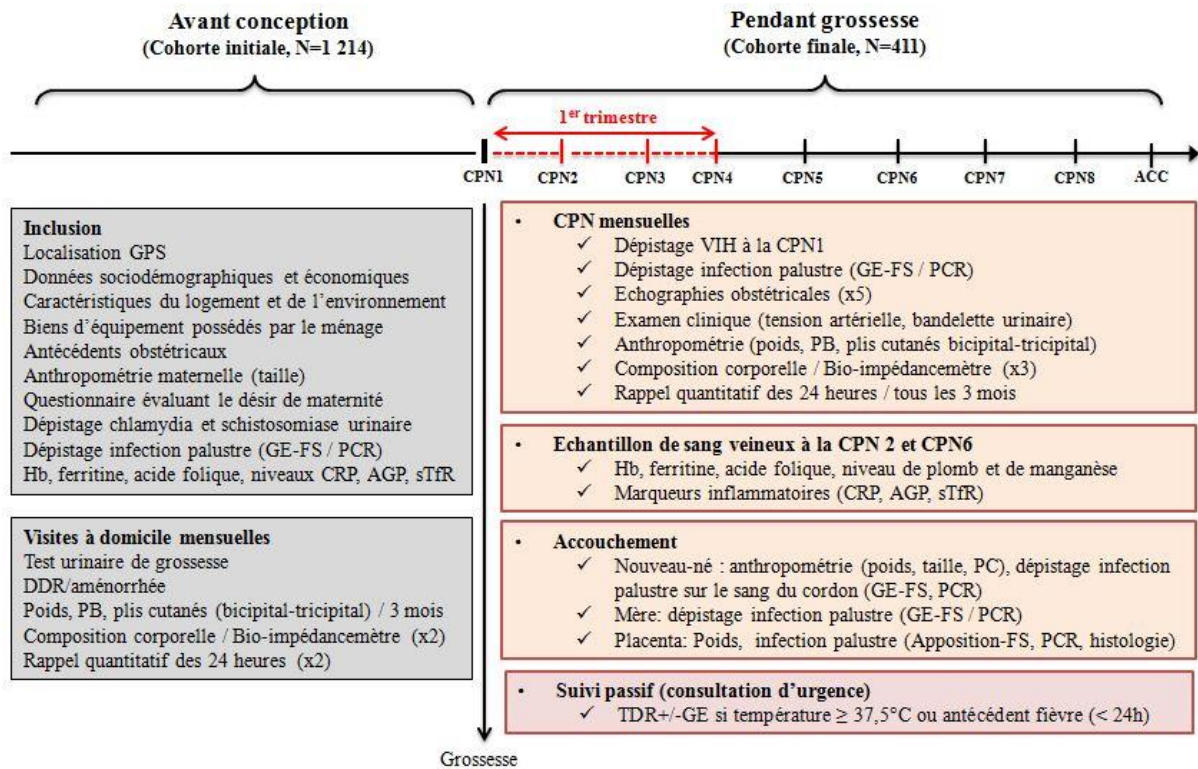 Avant conception
(Cohorte initiale, N=1 214)
Pendant grossesse
(Cohorte finale, N=411)
1er trimestre
CPN1 CPN2 CPN3 CPN4 CPN5 CPN6 CPN7 CPN8 ACC
Inclusion
Localisation GPS
Données sociodémographiques et économiques
Caractéristiques du logement et de l'environnement
Biens d'équipement possédés par le ménage
Antécédents obstétricaux
Anthropométrie maternelle (taille)
Questionnaire évaluant le désir de maternité
Dépistage chlamydia et schistosomiase urinaire
Dépistage infection palustre (GE-FS / PCR)
Hb, ferritine, acide folique, niveaux CRP, AGP, sTfR
Visites à domicile mensuelles
Test urinaire de grossesse
DDR/aménorrhée
Poids, PB, plis cutanés (bicipital-tricipital) / 3 mois
Composition corporelle / Bio-impédancemètre (x2)
Rappel quantitatif des 24 heures (x2)
• CPN mensuelles
✓ Dépistage VIH à la CPN1
✓ Dépistage infection palustre (GE-FS / PCR)
✓ Echographies obstétricales (x5)
✓ Examen clinique (tension artérielle, bandelette urinaire)
✓ Anthropométrie (poids, PB, plis cutanés bicipital-tricipital)
✓ Composition corporelle / Bio-impédancemètre (x3)
✓ Rappel quantitatif des 24 heures / tous les 3 mois
• Echantillon de sang veineux à la CPN 2 et CPN6
✓ Hb, ferritine, acide folique, niveau de plomb et de manganèse
✓ Marqueurs inflammatoires (CRP, AGP, sTfR)
• Accouchement
✓ Nouveau-né : anthropométrie (poids, taille, PC), dépistage infection
palustre sur le sang du cordon (GE-FS, PCR)
✓ Mère: dépistage infection palustre (GE-FS / PCR)
✓ Placenta: Poids, infection palustre (Apposition-FS, PCR, histologie)
• Suivi passif (consultation d'urgence)
✓ TDR+/-GE si température ≥ 37,5°C ou antécédent fièvre (< 24h)
Grossesse